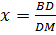 x = BD/DM